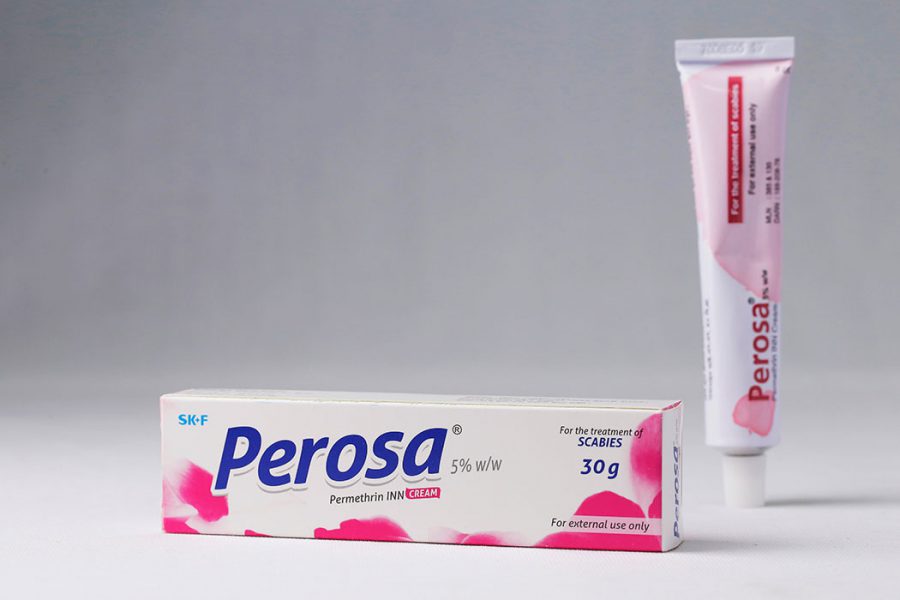 SK+F
Perosa®
5% w/w
Permethrin INN CREAM
For the treatment of
SCABIES
30 g
For external use only
Perosa
For the treatment of scabies
For external use only
Perosa®
5% w/w
Permethrin INN Cream